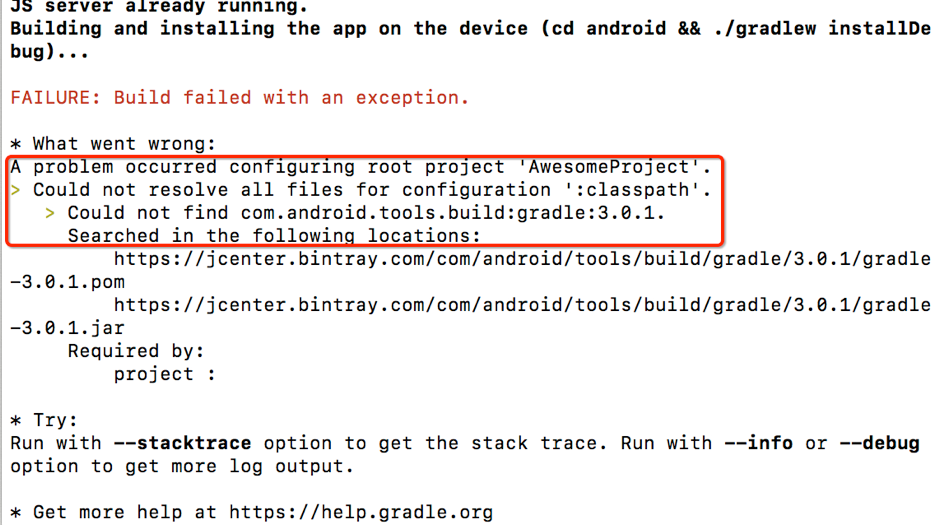 JS server already running.
Building and installing the app on the device (cd android && ./gradlew installDe
bug)...
FAILURE: Build failed with an exception.
* What went wrong:
A problem occurred configuring root project 'AwesomeProject'.
> Could not resolve all files for configuration ':classpath'.
> Could not find com.android.tools.build:gradle:3.0.1.
Searched in the following locations:
https://jcenter.bintray.com/com/android/tools/build/gradle/3.0.1/gradle
-3.0.1.pom
https://jcenter.bintray.com/com/android/tools/build/gradle/3.0.1/gradle
-3.0.1.jar
Required by:
project :
* Try:
Run with --stacktrace option to get the stack trace. Run with --info or --debug
option to get more log output.
* Get more help at https://help.gradle.org